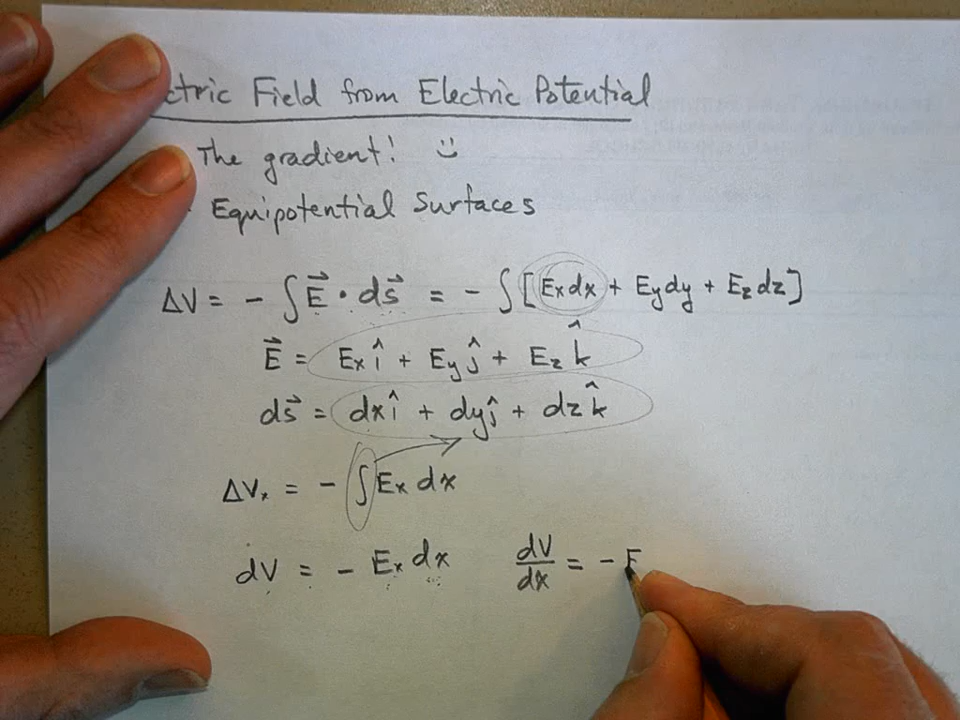 ctric Field from Electric Potential
The gradient! :)
· Equipotential Surfaces
ΔV = - ∫ E⃗ · ds⃗ = - ∫ [Exdx + Eydy + Ezdz]
E⃗ = Ex î + Ey ĵ + Ez k̂
ds⃗ = dx î + dy ĵ + dz k̂
ΔVx = - ∫ Ex dx
dV = - Ex dx dV/dx = - E